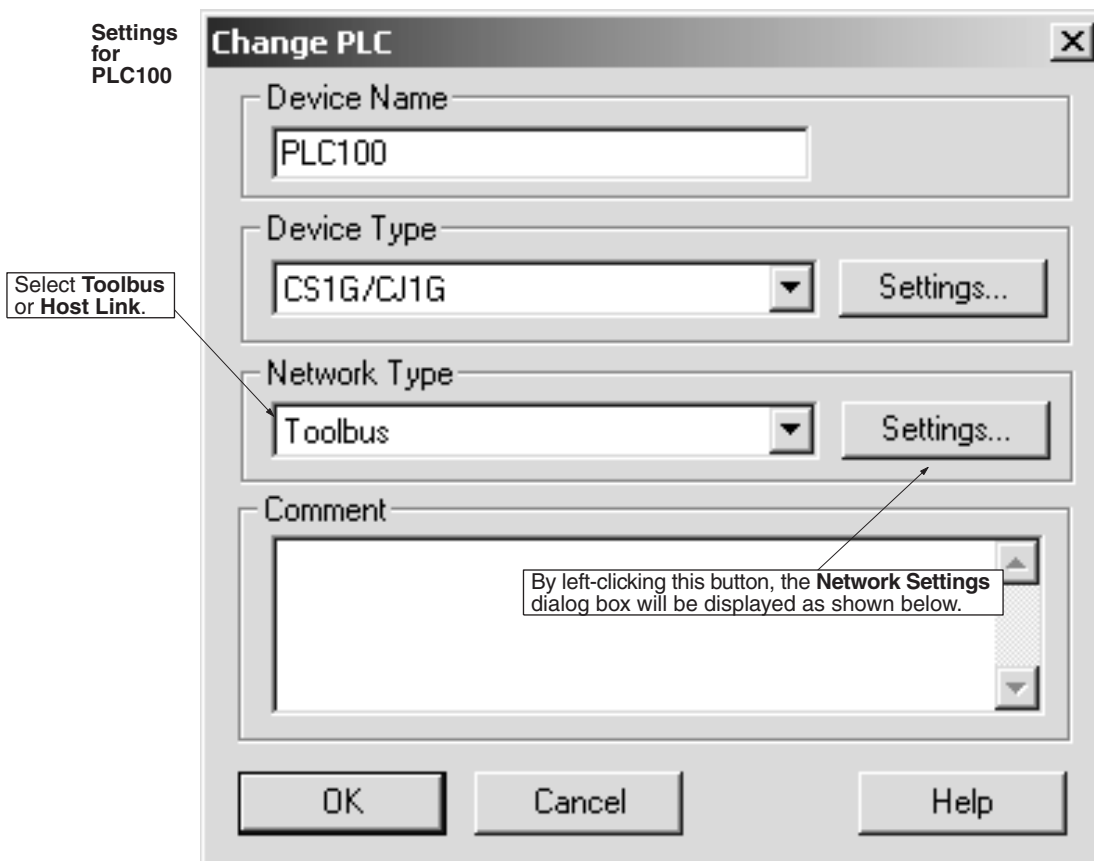 Settings
for
PLC100
Change PLC
Device Name
PLC100
Device Type
CS1G/CJ1G
Settings...
Select Toolbus
or Host Link.
Network Type
Toolbus
Settings...
Comment
By left-clicking this button, the Network Settings
dialog box will be displayed as shown below.
OK
Cancel
Help